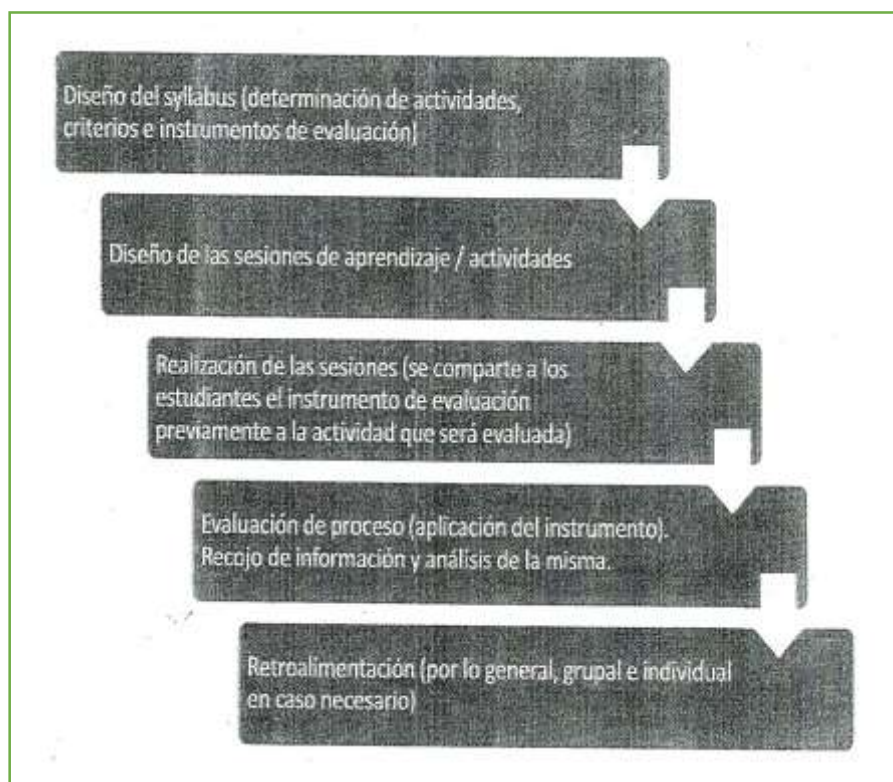 Diseño del syllabus (determinación de actividades,
criterios e instrumentos de evaluación)
Diseño de las sesiones de aprendizaje / actividades
Realización de las sesiones (se comparte a los
estudiantes el instrumento de evaluación
previamente a la actividad que será evaluada)
Evaluación de proceso (aplicación del instrumento).
Recojo de información y análisis de la misma.
Retroalimentación (por lo general, grupal e individual
en caso necesario)